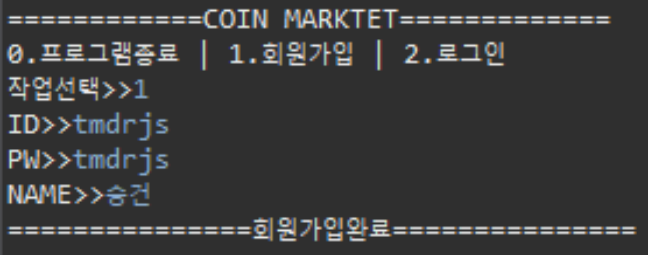 ============COIN MARKTET=============
0.프로그램종료 | 1.회원가입 | 2.로그인
작업선택>>1
ID>>tmdrjs
PW>>tmdrjs
NAME>>승건
===============회원가입완료===============